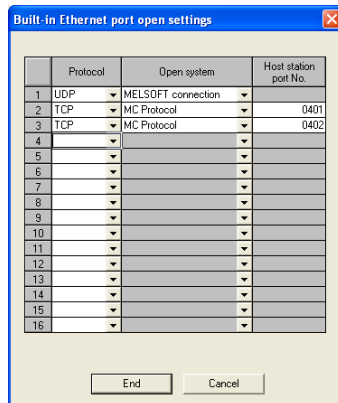 Built-in Ethernet port open settings
Protocol Open system Host station port No.
1 UDP MELSOFT connection
2 TCP MC Protocol 0401
3 TCP MC Protocol 0402
4
5
6
7
8
9
10
11
12
13
14
15
16
End Cancel